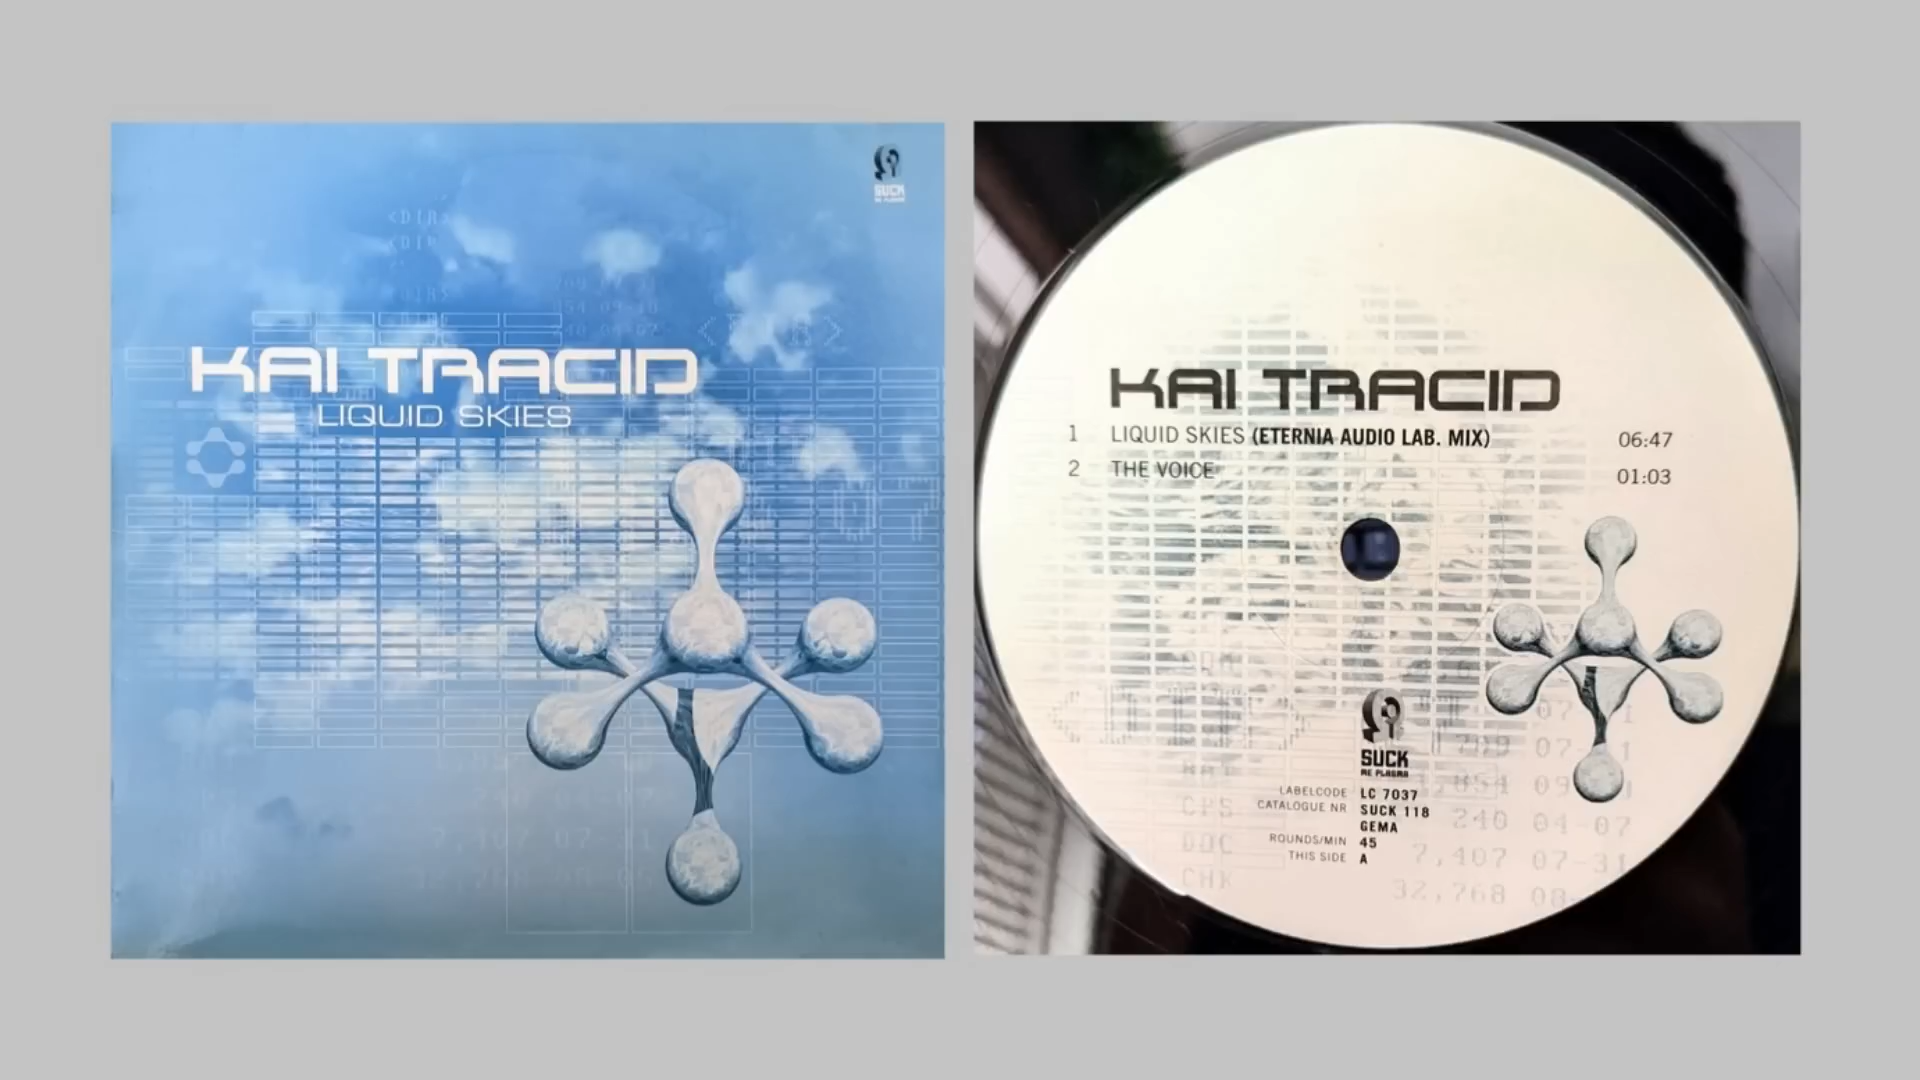 SUCK
ME PLASMA
<DIR>
<DIR>
KAI TRACID
LIQUID SKIES
KAI TRACID
1 LIQUID SKIES (ETERNIA AUDIO LAB. MIX) 06:47
2 THE VOICE 01:03
SUCK
ME PLASMA
LABELCODE LC 7037
CATALOGUE NR SUCK 118
GEMA
ROUNDS/MIN 45
THIS SIDE A
240 04-07
7,407 07-31
32,768